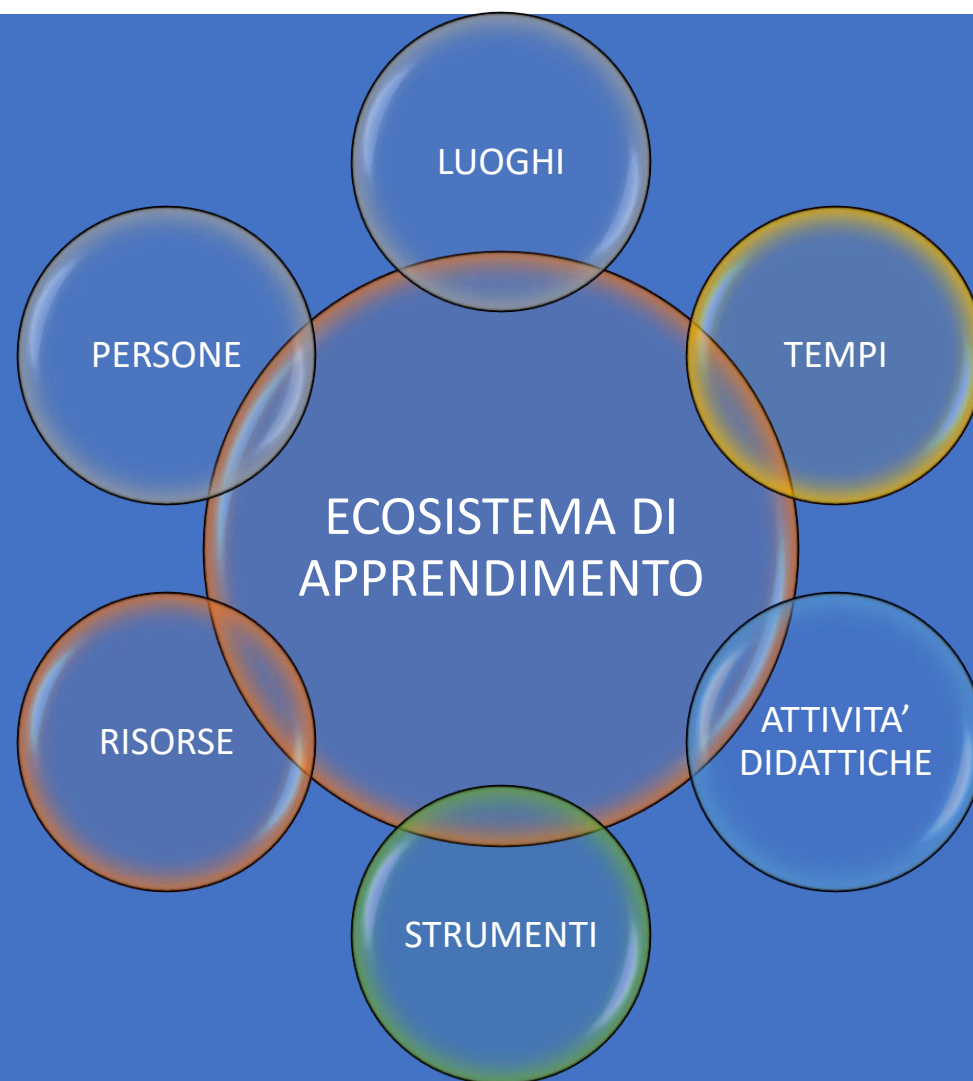 LUOGHI
PERSONE
TEMPI
ECOSISTEMA DI
APPRENDIMENTO
RISORSE
ATTIVITA’
DIDATTICHE
STRUMENTI